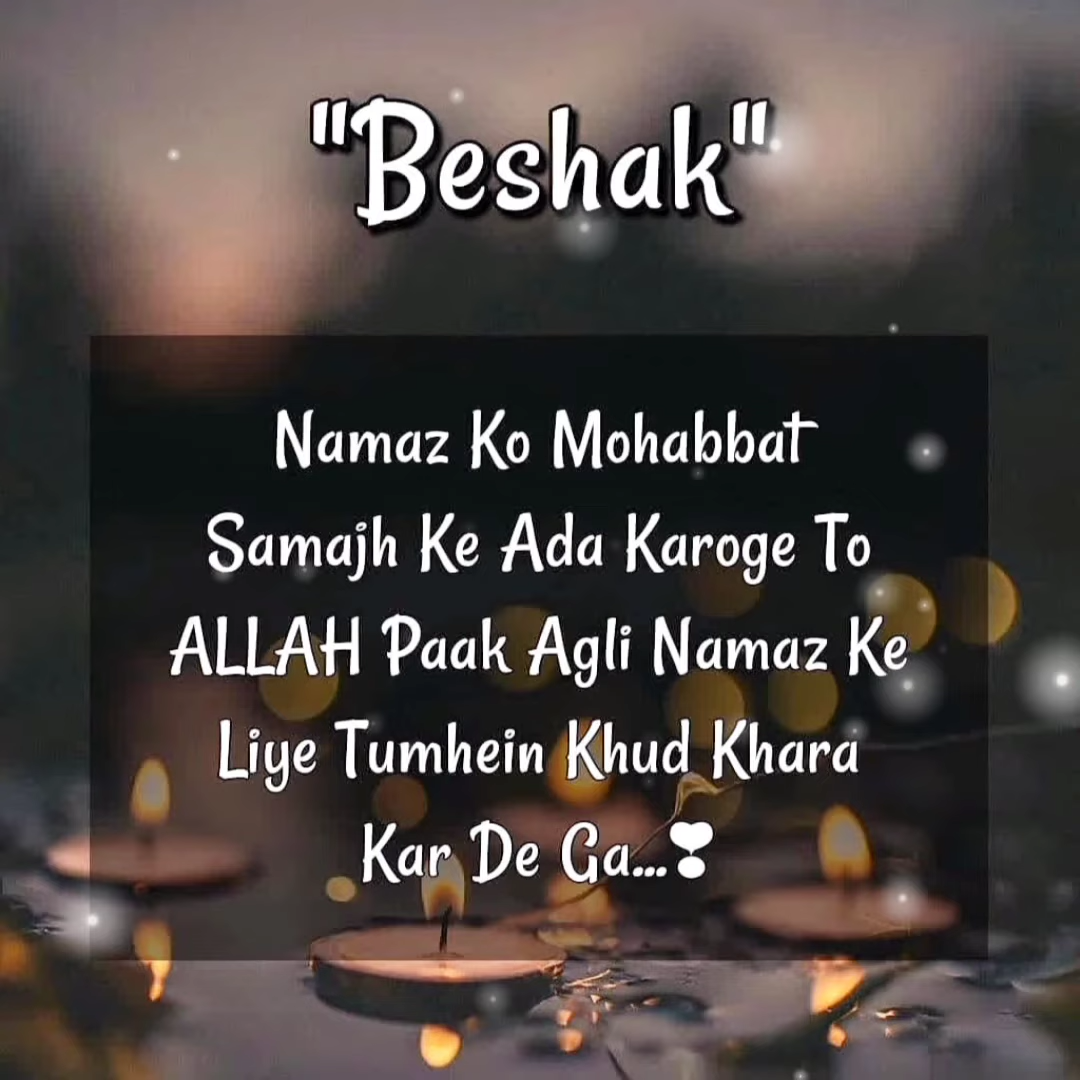 "Beshak"
Namaz Ko Mohabbat
Samajh Ke Ada Karoge To
ALLAH Paak Agli Namaz Ke
Liye Tumhein Khud Khara
Kar De Ga...❣